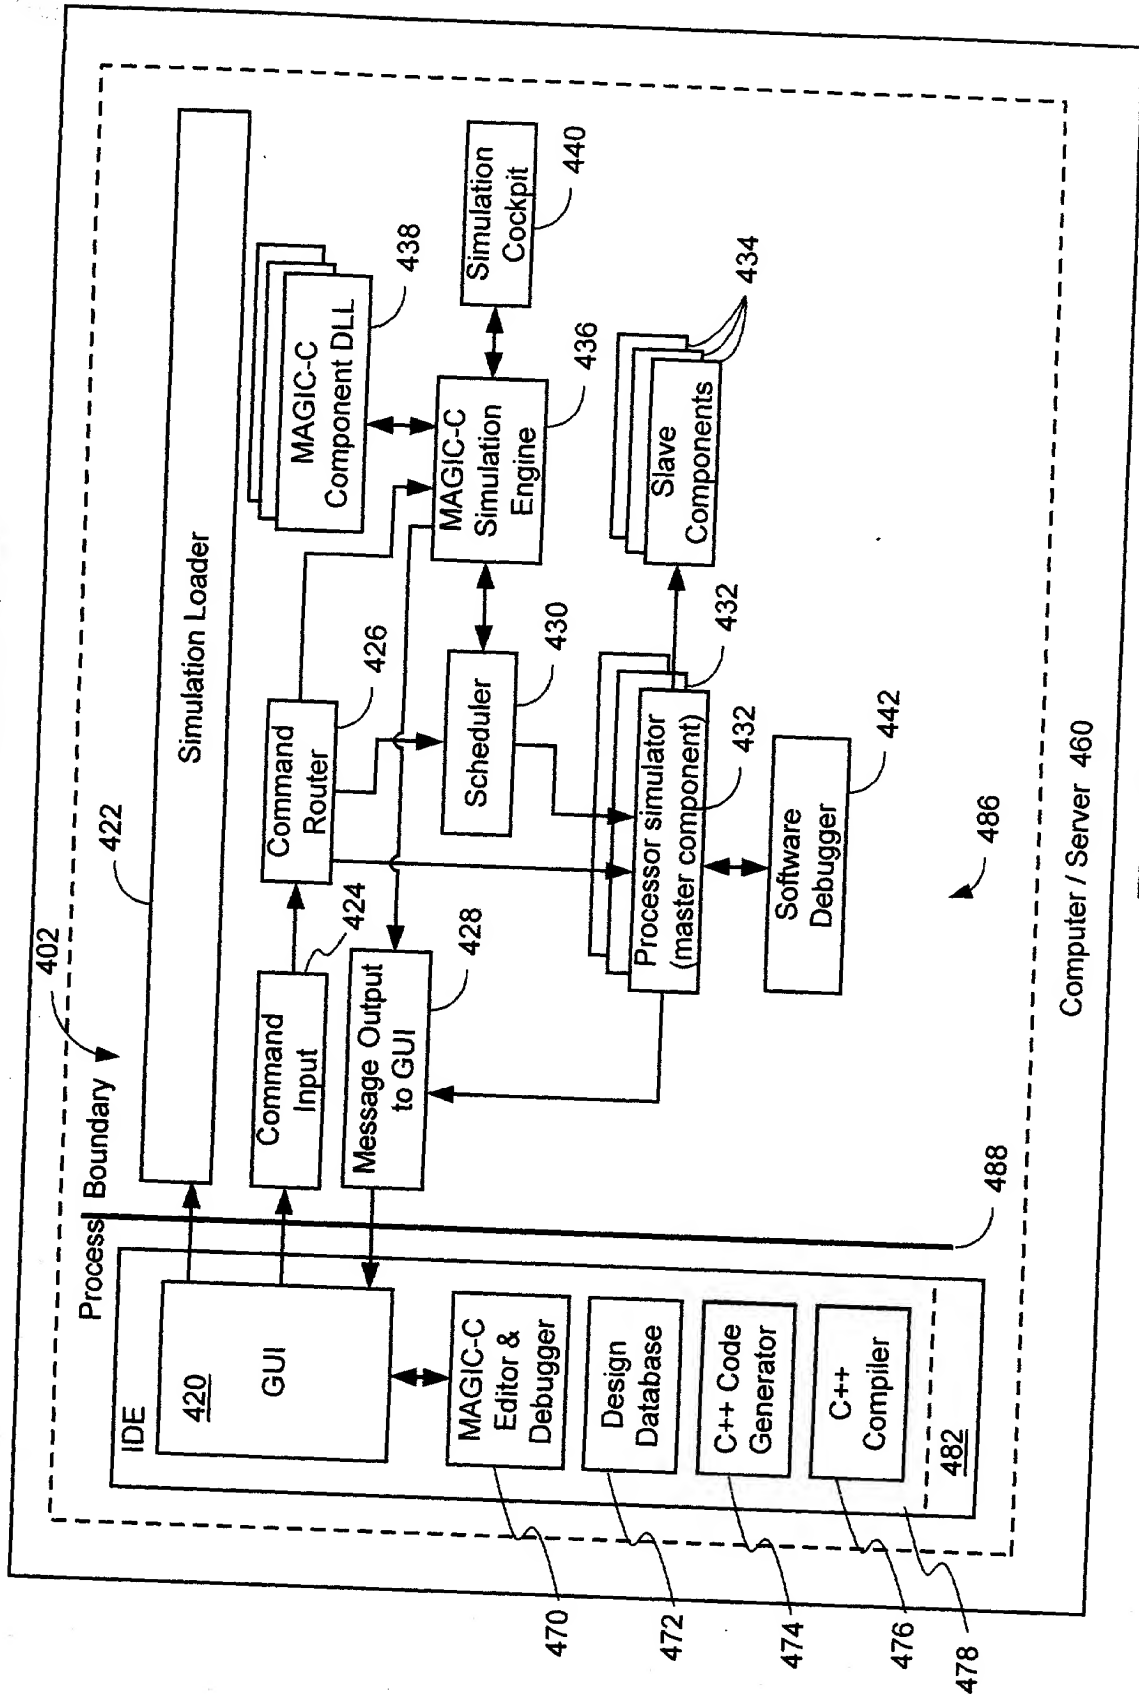 402
Process Boundary
422
Simulation Loader
IDE
420
GUI
Command
Input
424
Command
Router
426
MAGIC-C
Component DLL
438
Message Output
to GUI
428
MAGIC-C
Simulation
Engine
436
Simulation
Cockpit
440
Scheduler
430
MAGIC-C
Editor &
Debugger
470
Design
Database
472
C++ Code
Generator
474
C++
Compiler
476
478
482
488
Processor simulator
(master component)
432
432
Slave
Components
434
Software
Debugger
442
486
Computer / Server 460